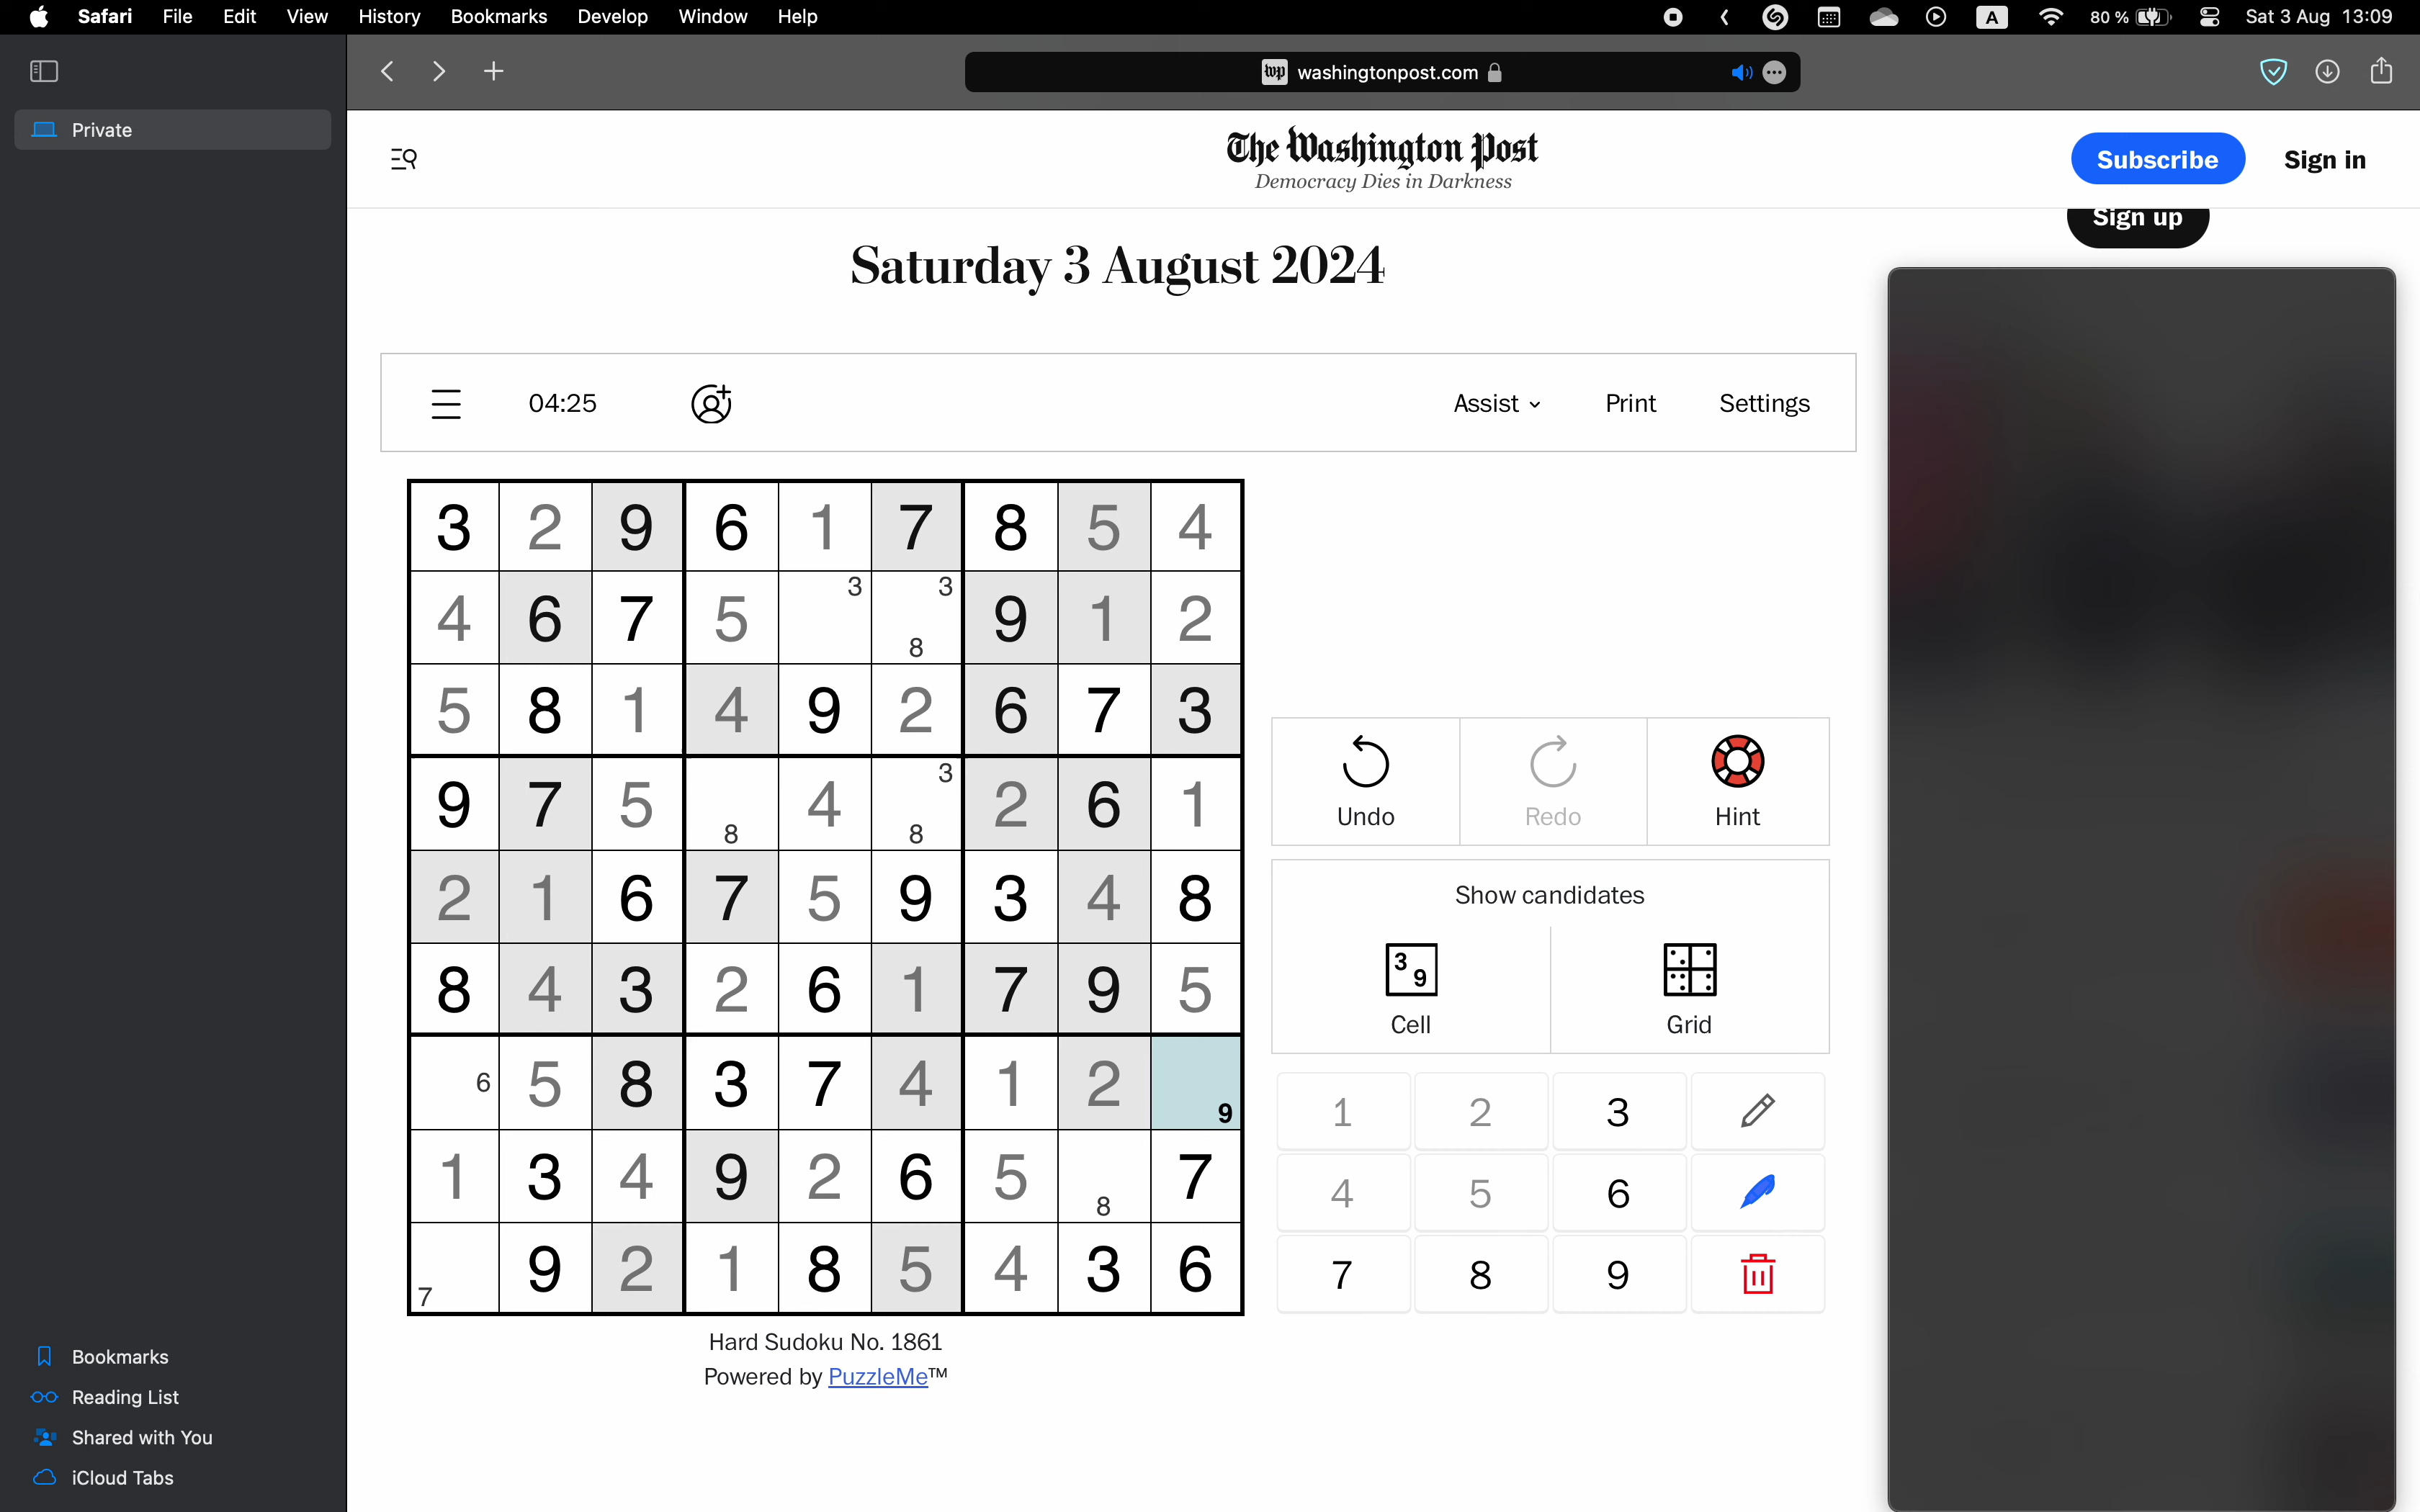 Safari File Edit View History Bookmarks Develop Window Help A 80 % Sat 3 Aug 13:09
Private
wp washingtonpost.com
The Washington Post
Democracy Dies in Darkness
Subscribe
Sign in
Sign up
Saturday 3 August 2024
04:25
Assist
Print
Settings
3 2 9 6 1 7 8 5 4
3 3
4 6 7 5 9 1 2
8
5 8 1 4 9 2 6 7 3
3
9 7 5 4 2 6 1
8 8
2 1 6 7 5 9 3 4 8
8 4 3 2 6 1 7 9 5
6 5 8 3 7 4 1 2
9
1 3 4 9 2 6 5 7
8
9 2 1 8 5 4 3 6
7
Hard Sudoku No. 1861
Powered by PuzzleMe™
Undo
Redo
Hint
Show candidates
3 9
Cell
Grid
1 2 3
4 5 6
7 8 9
Bookmarks
Reading List
Shared with You
iCloud Tabs